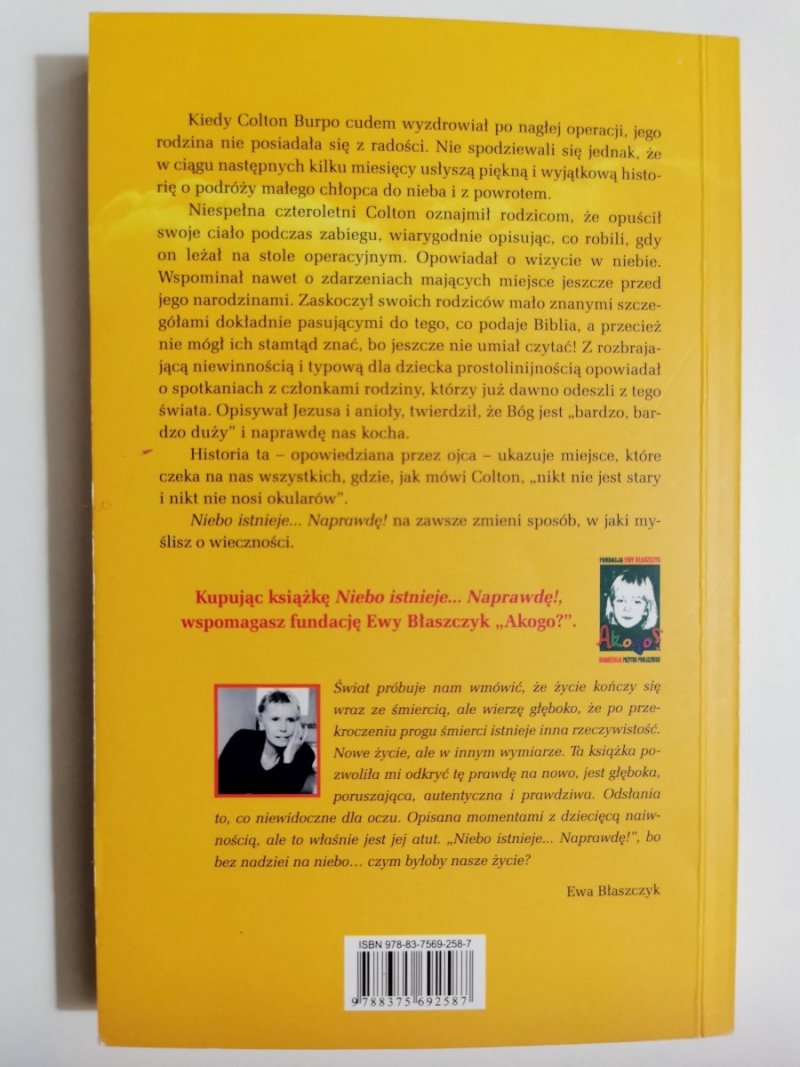 Kiedy Colton Burpo cudem wyzdrowiał po nagłej operacji, jego
rodzina nie posiadała się z radości. Nie spodziewali się jednak, że
w ciągu następnych kilku miesięcy usłyszą piękną i wyjątkową histo-
rię o podróży małego chłopca do nieba i z powrotem.
Niespełna czteroletni Colton oznajmił rodzicom, że opuścił
swoje ciało podczas zabiegu, wiarygodnie opisując, co robili, gdy
on leżał na stole operacyjnym. Opowiadał o wizycie w niebie.
Wspominał nawet o zdarzeniach mających miejsce jeszcze przed
jego narodzinami. Zaskoczył swoich rodziców mało znanymi szcze-
gółami dokładnie pasującymi do tego, co podaje Biblia, a przecież
nie mógł ich stamtąd znać, bo jeszcze nie umiał czytać! Z rozbraja-
jącą niewinnością i typową dla dziecka prostolinijnością opowiadał
o spotkaniach z członkami rodziny, którzy już dawno odeszli z tego
świata. Opisywał Jezusa i anioły, twierdził, że Bóg jest „bardzo, bar-
dzo duży” i naprawdę nas kocha.
Historia ta – opowiedziana przez ojca – ukazuje miejsce, które
czeka na nas wszystkich, gdzie, jak mówi Colton, „nikt nie jest stary
i nikt nie nosi okularów”.
Niebo istnieje... Naprawdę! na zawsze zmieni sposób, w jaki my-
ślisz o wieczności.
FUNDACJA EWY BŁASZCZYK
Akogo?
Kupując książkę Niebo istnieje... Naprawdę!,
wspomagasz fundację Ewy Błaszczyk „Akogo?”.
ORGANIZACJA POŻYTKU PUBLICZNEGO
Świat próbuje nam wmówić, że życie kończy się
wraz ze śmiercią, ale wierzę głęboko, że po prze-
kroczeniu progu śmierci istnieje inna rzeczywistość.
Nowe życie, ale w innym wymiarze. Ta książka po-
zwoliła mi odkryć tę prawdę na nowo, jest głęboka,
poruszająca, autentyczna i prawdziwa. Odsłania
to, co niewidoczne dla oczu. Opisana momentami z dziecięcą naiw-
nością, ale to właśnie jest jej atut. „Niebo istnieje... Naprawdę!”, bo
bez nadziei na niebo... czym byłoby nasze życie?
Ewa Błaszczyk
ISBN 978-83-7569-258-7
9 788375 692587